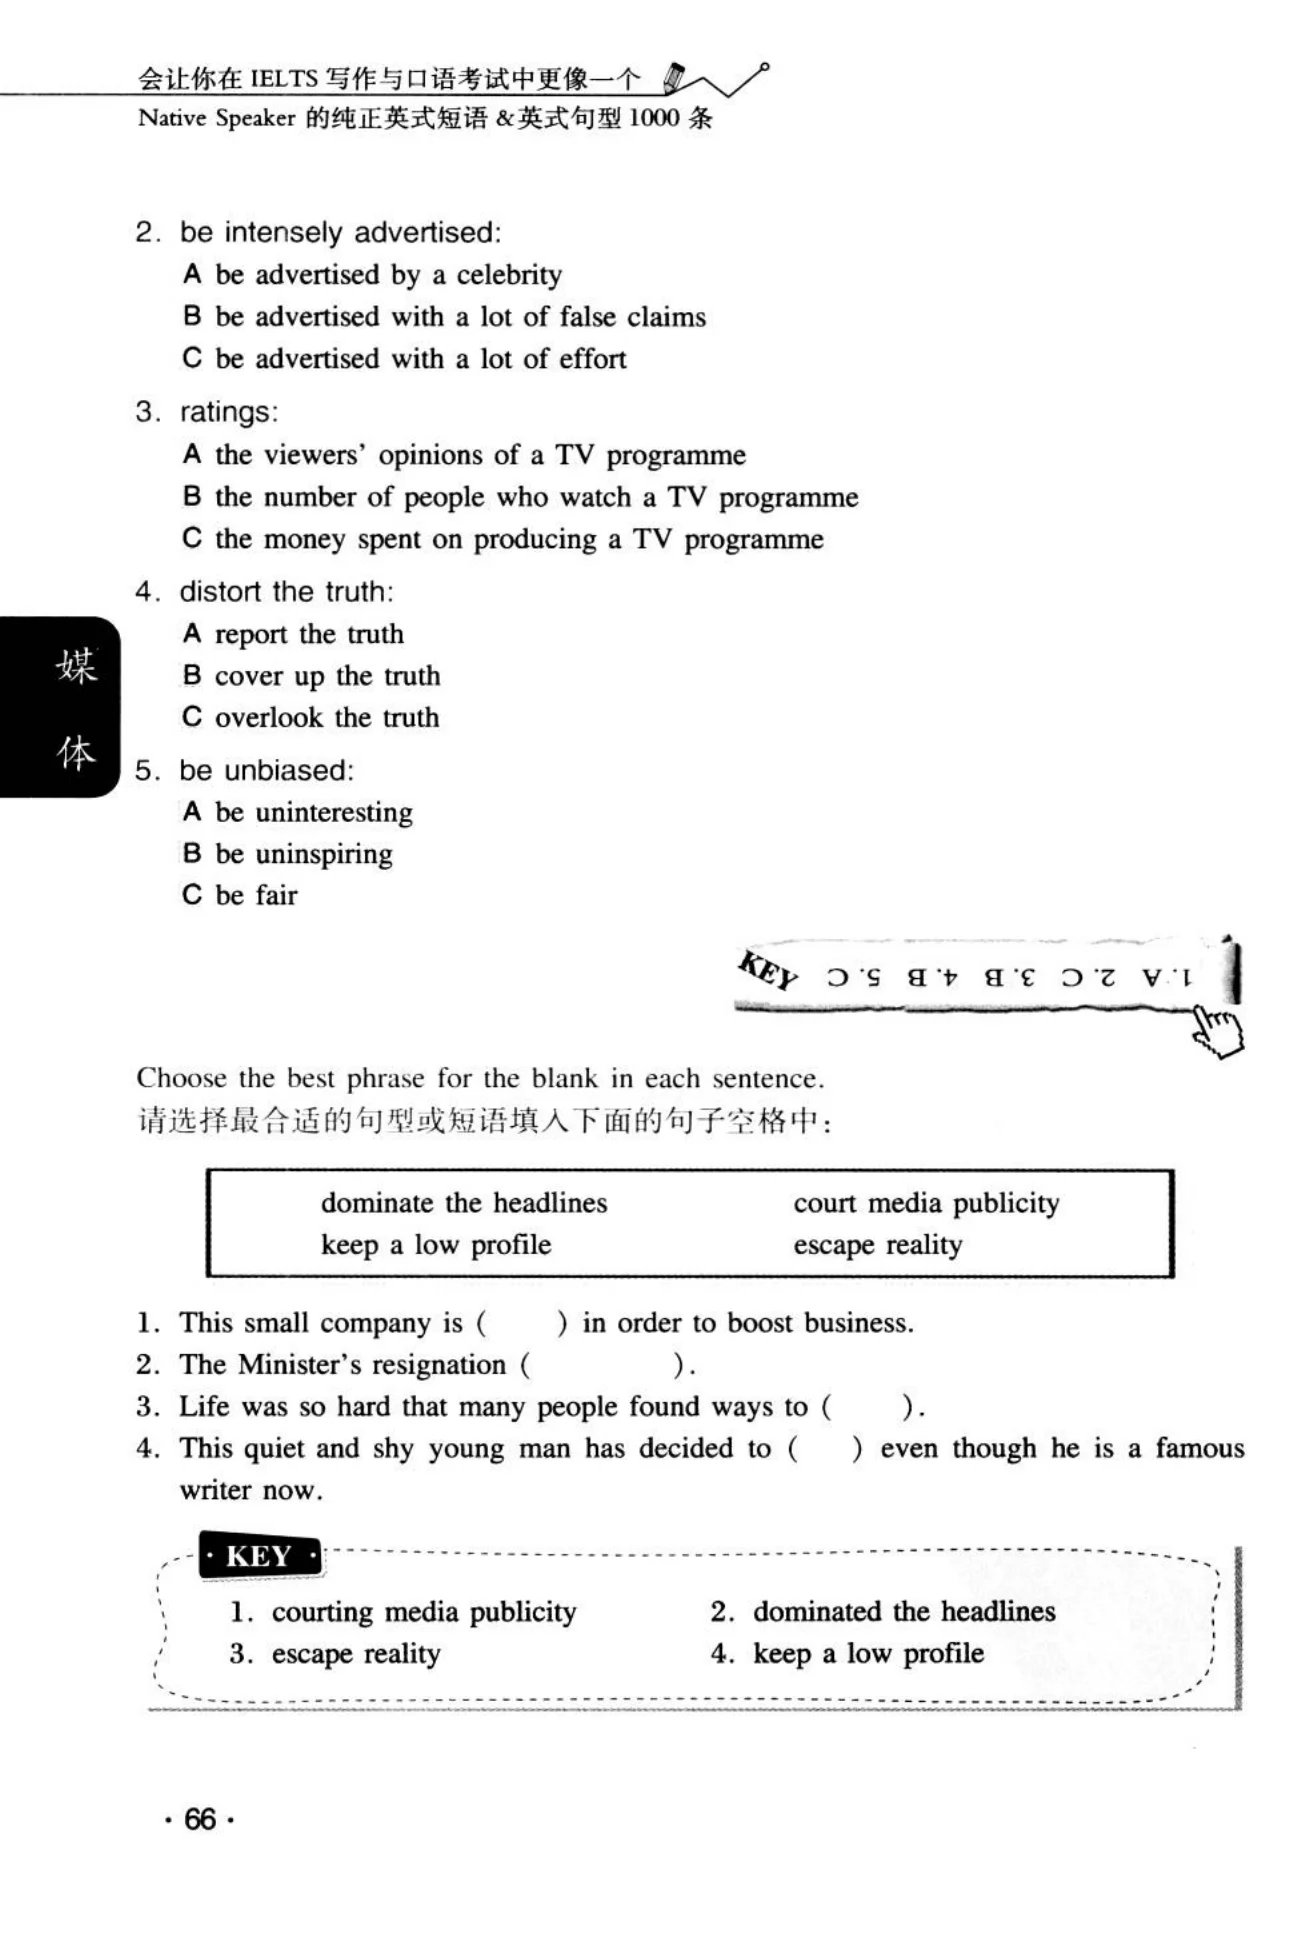 会让你在 IELTS 写作与口语考试中更像一个
Native Speaker 的纯正英式短语 &英式句型 1000 条
2. be intensely advertised:
A be advertised by a celebrity
B be advertised with a lot of false claims
C be advertised with a lot of effort
3. ratings:
A the viewers' opinions of a TV programme
B the number of people who watch a TV programme
C the money spent on producing a TV programme
4. distort the truth:
A report the truth
B cover up the truth
C overlook the truth
媒
体
5. be unbiased:
A be uninteresting
B be uninspiring
C be fair
KEY
1. A 2. C 3. B 4. B 5. C
Choose the best phrase for the blank in each sentence.
请选择最合适的句型或短语填入下面的句子空格中:
dominate the headlines court media publicity
keep a low profile escape reality
1. This small company is ( ) in order to boost business.
2. The Minister's resignation ( ).
3. Life was so hard that many people found ways to ( ).
4. This quiet and shy young man has decided to ( ) even though he is a famous
writer now.
· KEY ·
1. courting media publicity 2. dominated the headlines
3. escape reality 4. keep a low profile
· 66 ·